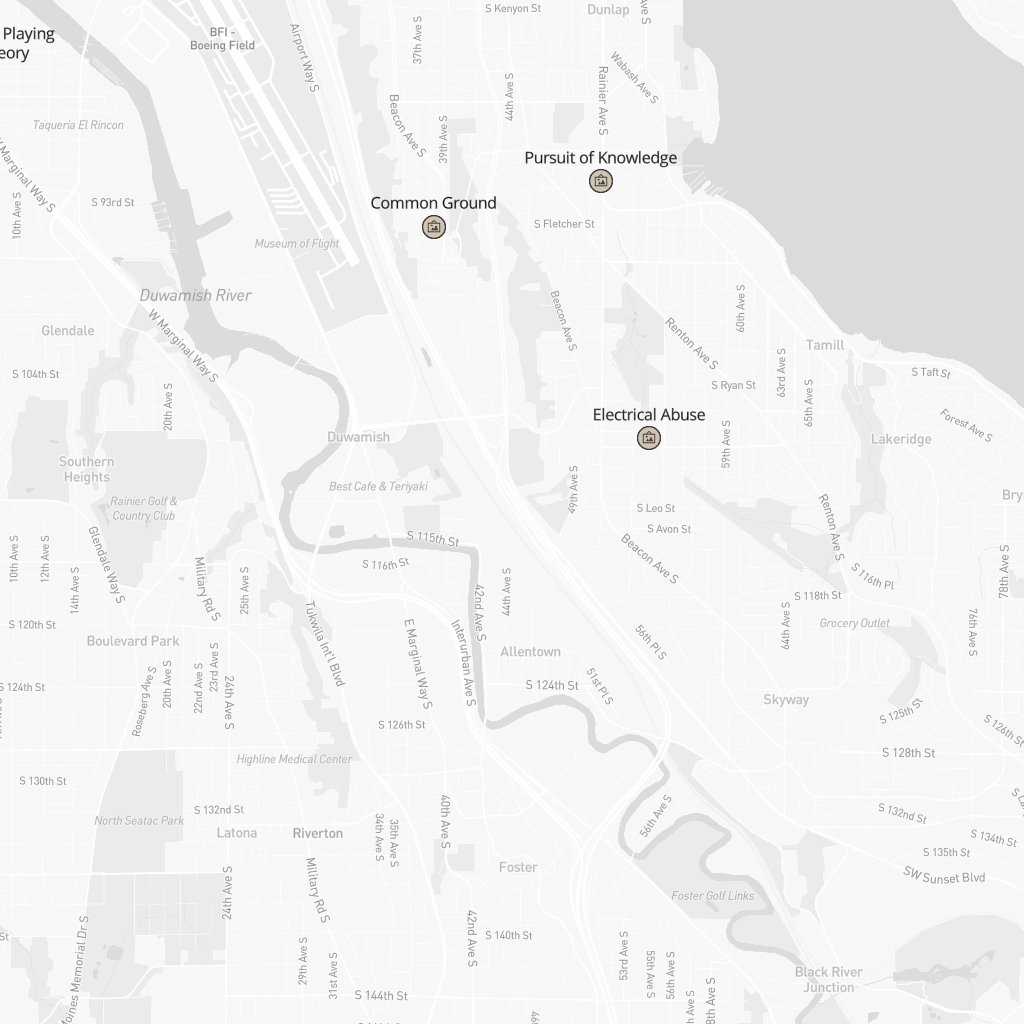 S Kenyon St
Dunlap
Ave S
Playing
eory
BFI -
Boeing Field
Airport Way S
37th Ave S
44th Ave S
Rainier Ave S
Wabash Ave S
Taqueria El Rincon
Beacon Ave S
39th Ave S
Pursuit of Knowledge
W Marginal Way S
10th Ave S
S 93rd St
Common Ground
S Fletcher St
Museum of Flight
Duwamish River
Glendale
W Marginal Way S
Beacon Ave S
Renton Ave S
60th Ave S
Tamill
S 104th St
20th Ave S
S Ryan St
63rd Ave S
65th Ave S
S Taft St
Forest Ave S
Electrical Abuse
Duwamish
59th Ave S
Lakeridge
Southern
Heights
Best Cafe & Teriyaki
49th Ave S
Rainier Golf &
Country Club
S Leo St
S Avon St
Renton Ave S
Bry
10th Ave S
12th Ave S
14th Ave S
Glendale Way S
Military Rd S
25th Ave S
S 115th St
S 116th St
42nd Ave S
44th Ave S
Beacon Ave S
S 116th Pl
S 118th St
78th Ave S
S 120th St
Boulevard Park
Tukwila Int'l Blvd
E Marginal Way S
Interurban Ave S
Allentown
56th Pl S
64th Ave S
Grocery Outlet
76th Ave S
S 124th St
Roseberg Ave S
20th Ave S
22nd Ave S
23rd Ave S
24th Ave S
S 124th St
51st Pl S
Skyway
S 125th St
S 126th St
S 126th St
S 128th St
S 130th St
Highline Medical Center
S 132nd St
North Seatac Park
Latona
Riverton
34th Ave S
35th Ave S
40th Ave S
56th Ave S
S 132nd St
S 134th St
S 135th St
SW Sunset Blvd
24th Ave S
Military Rd S
Foster
Foster Golf Links
Moines Memorial Dr S
42nd Ave S
S 140th St
29th Ave S
31st Ave S
53rd Ave S
55th Ave S
56th Ave S
Black River
Junction
S 144th St